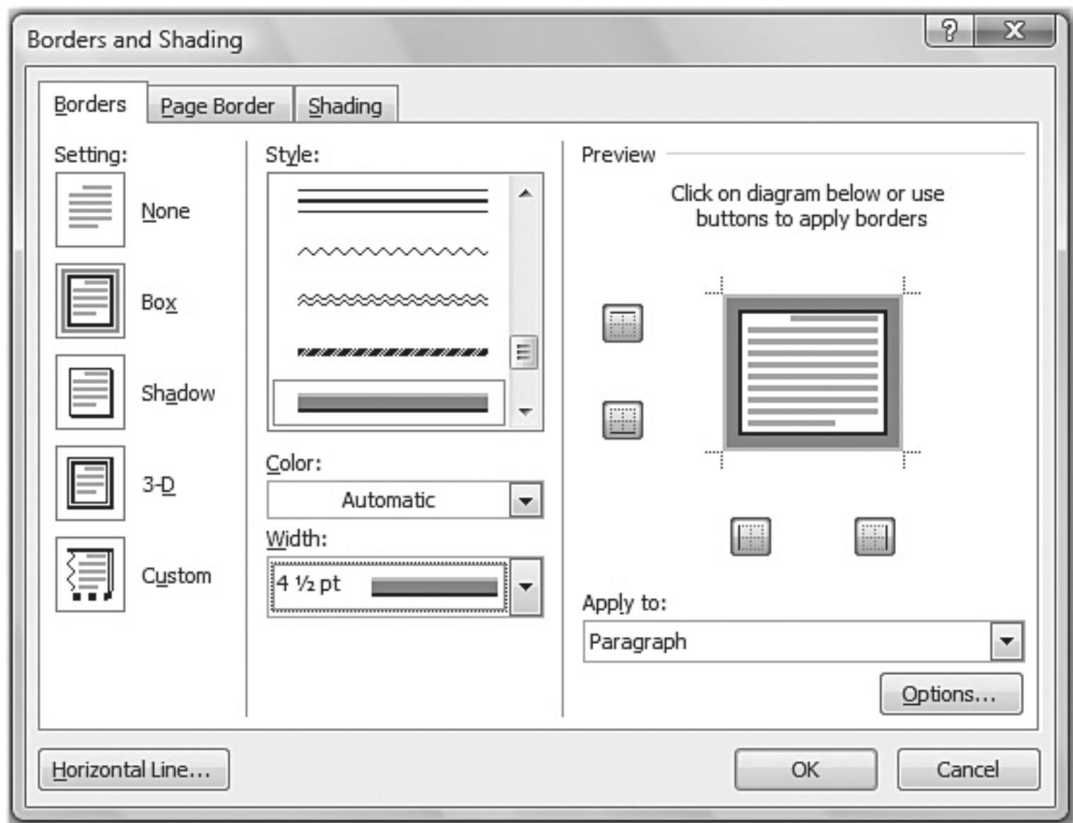 Borders and Shading
Borders
Page Border
Shading
Setting:
None
Box
Shadow
3-D
Custom
Style:
Color:
Automatic
Width:
4 ½ pt
Preview
Click on diagram below or use
buttons to apply borders
Apply to:
Paragraph
Options...
Horizontal Line...
OK
Cancel